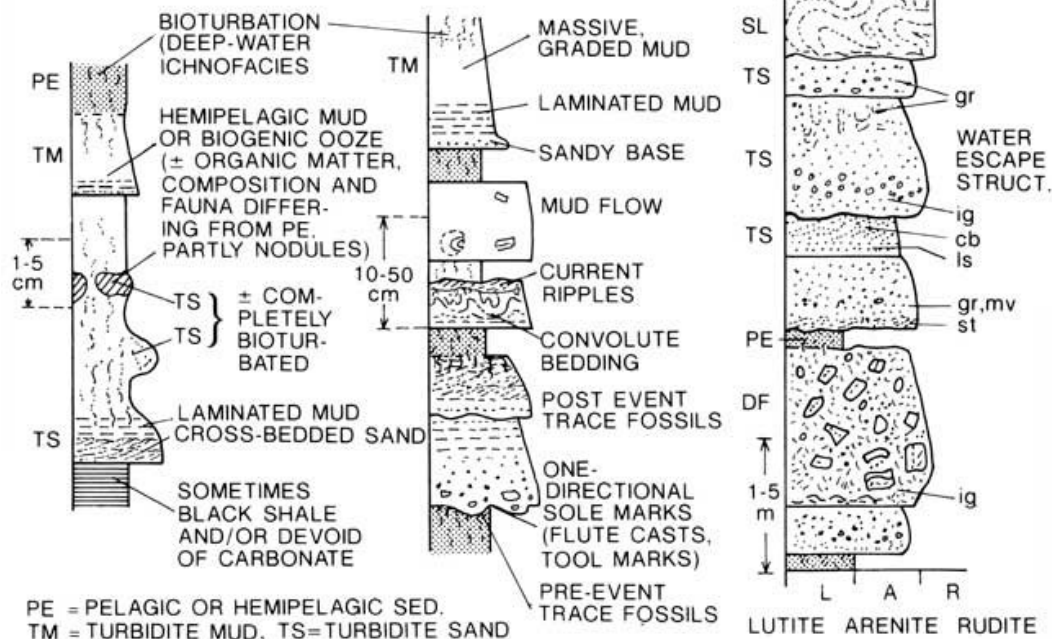 BIOTURBATION
(DEEP-WATER
ICHNOFACIES
PE
HEMIPELAGIC MUD
OR BIOGENIC OOZE
(± ORGANIC MATTER,
COMPOSITION AND
FAUNA DIFFER-
ING FROM PE,
PARTLY NODULES)
TM
1-5
cm
TS
TS
± COM-
PLETELY
BIOTUR-
BATED
LAMINATED MUD
CROSS-BEDDED SAND
TS
SOMETIMES
BLACK SHALE
AND/OR DEVOID
OF CARBONATE
PE = PELAGIC OR HEMIPELAGIC SED.
TM = TURBIDITE MUD, TS=TURBIDITE SAND
TM
MASSIVE,
GRADED MUD
LAMINATED MUD
SANDY BASE
MUD FLOW
10-50
cm
CURRENT
RIPPLES
CONVOLUTE
BEDDING
POST EVENT
TRACE FOSSILS
ONE-
DIRECTIONAL
SOLE MARKS
(FLUTE CASTS,
TOOL MARKS)
PRE-EVENT
TRACE FOSSILS
SL
TS
gr
TS
WATER
ESCAPE
STRUCT.
ig
TS
cb
ls
gr,mv
st
PE
DF
ig
1-5
m
L A R
LUTITE ARENITE RUDITE